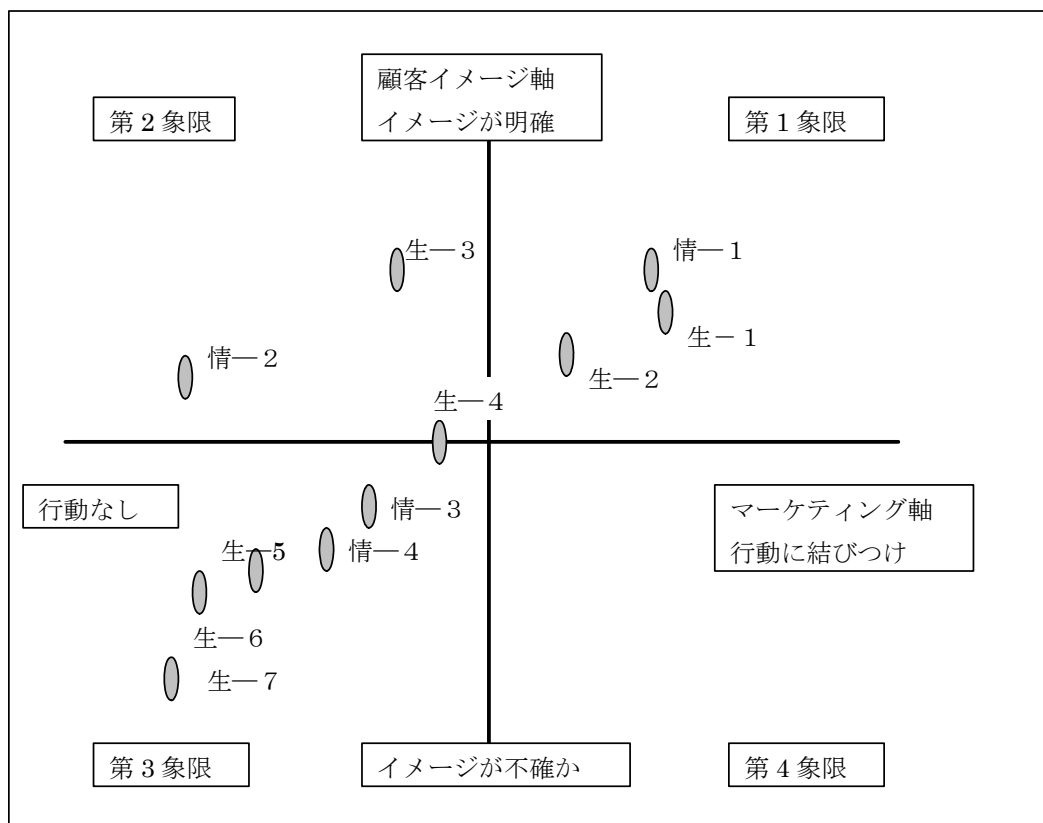 顧客イメージ軸
イメージが明確
第2象限
第1象限
生―3
情―1
生－1
情―2
生―2
生―4
行動なし
情―3
マーケティング軸
行動に結びつけ
生―5
情―4
生―6
生―7
第3象限
イメージが不確か
第4象限